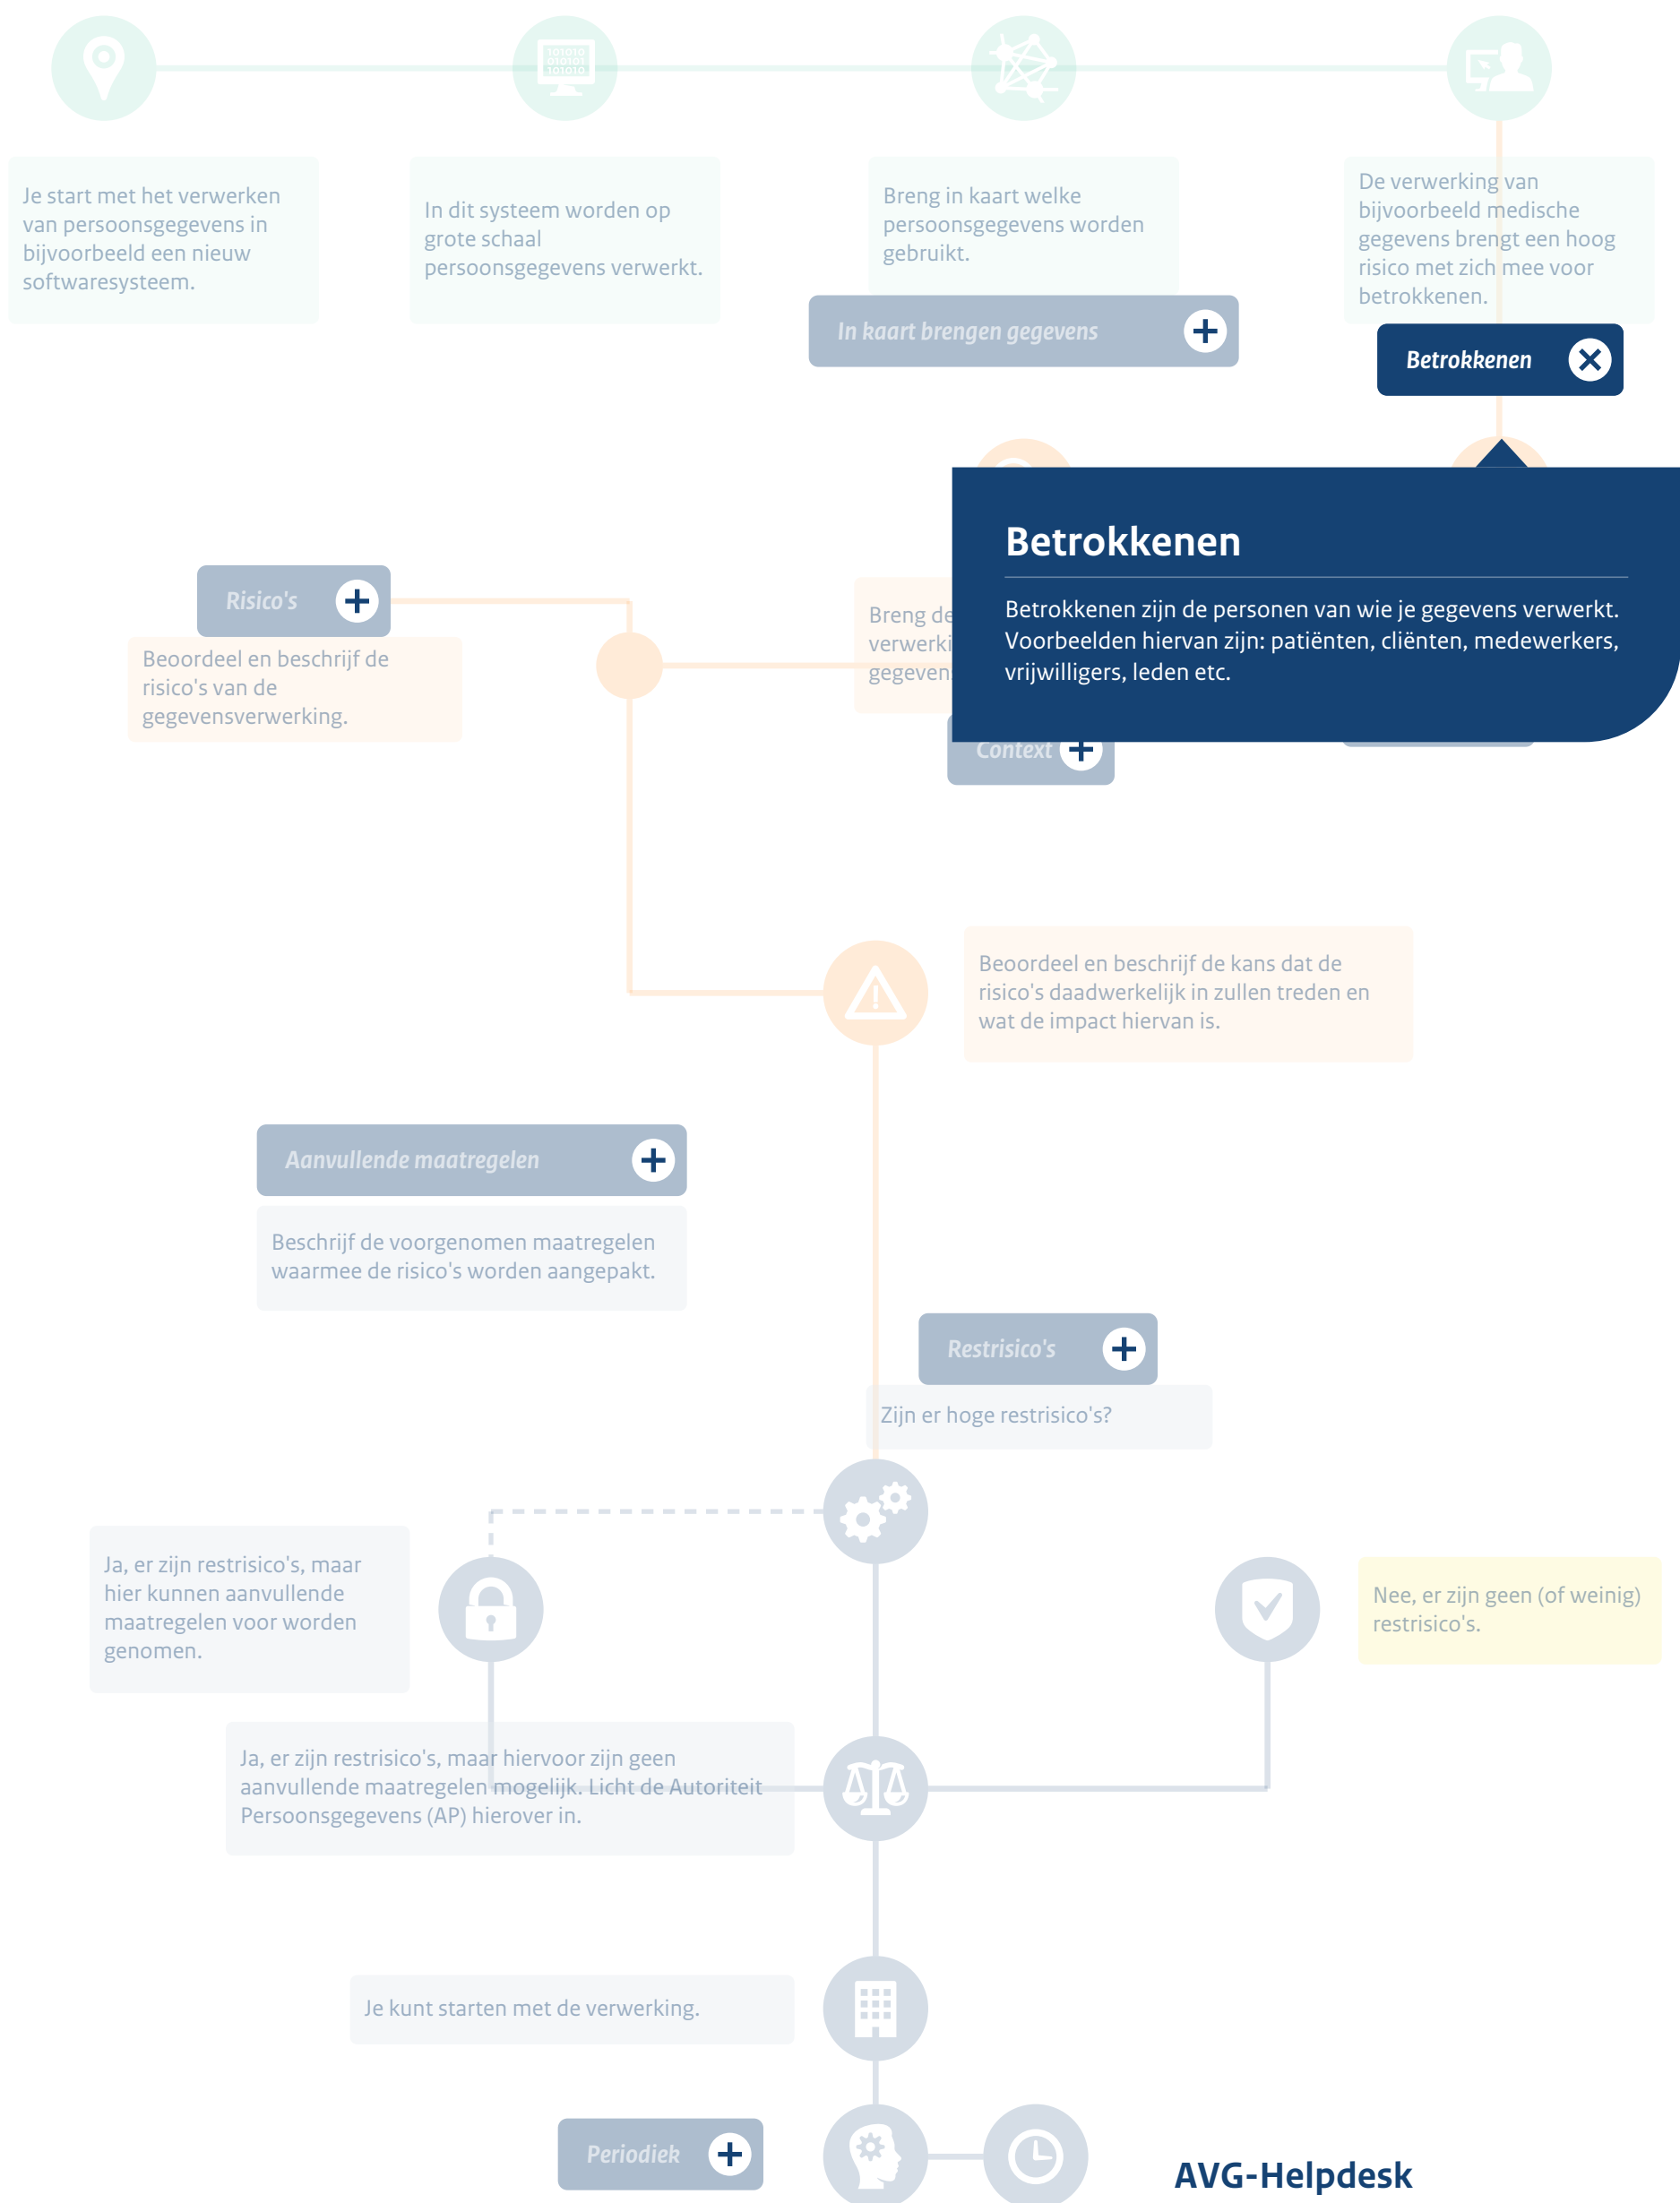 101010
010101
101010
Je start met het verwerken
van persoonsgegevens in
bijvoorbeeld een nieuw
softwaresysteem.
In dit systeem worden op
grote schaal
persoonsgegevens verwerkt.
Breng in kaart welke
persoonsgegevens worden
gebruikt.
In kaart brengen gegevens
De verwerking van
bijvoorbeeld medische
gegevens brengt een hoog
risico met zich mee voor
betrokkenen.
Betrokkenen
Betrokkenen
Betrokkenen zijn de personen van wie je gegevens verwerkt.
Voorbeelden hiervan zijn: patiënten, cliënten, medewerkers,
vrijwilligers, leden etc.
Risico's
Beoordeel en beschrijf de
risico's van de
gegevensverwerking.
Breng de
Context
Beoordeel en beschrijf de kans dat de
risico's daadwerkelijk in zullen treden en
wat de impact hiervan is.
Aanvullende maatregelen
Beschrijf de voorgenomen maatregelen
waarmee de risico's worden aangepakt.
Restrisico's
Zijn er hoge restrisico's?
Ja, er zijn restrisico's, maar
hier kunnen aanvullende
maatregelen voor worden
genomen.
Nee, er zijn geen (of weinig)
restrisico's.
Ja, er zijn restrisico's, maar hiervoor zijn geen
aanvullende maatregelen mogelijk. Licht de Autoriteit
Persoonsgegevens (AP) hierover in.
Je kunt starten met de verwerking.
Periodiek
AVG-Helpdesk